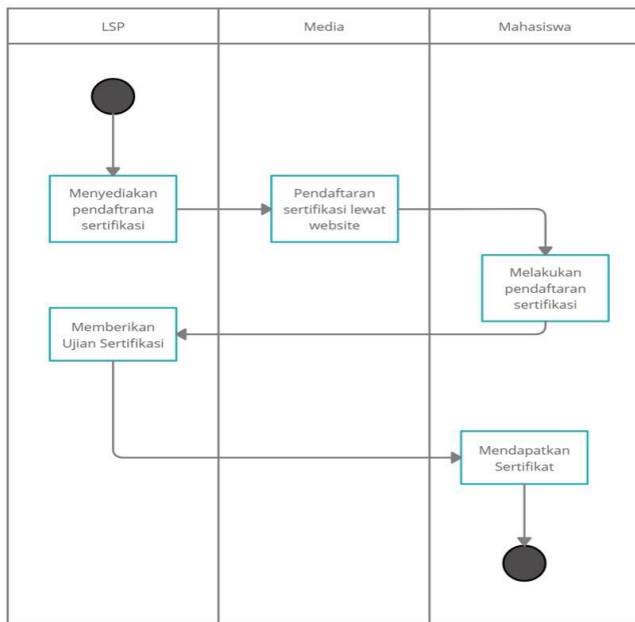 LSP
Media
Mahasiswa
Menyediakan
pendaftrana
sertifikasi
Pendaftaran
sertifikasi lewat
website
Melakukan
pendaftaran
sertifikasi
Memberikan
Ujian Sertifikasi
Mendapatkan
Sertifikat